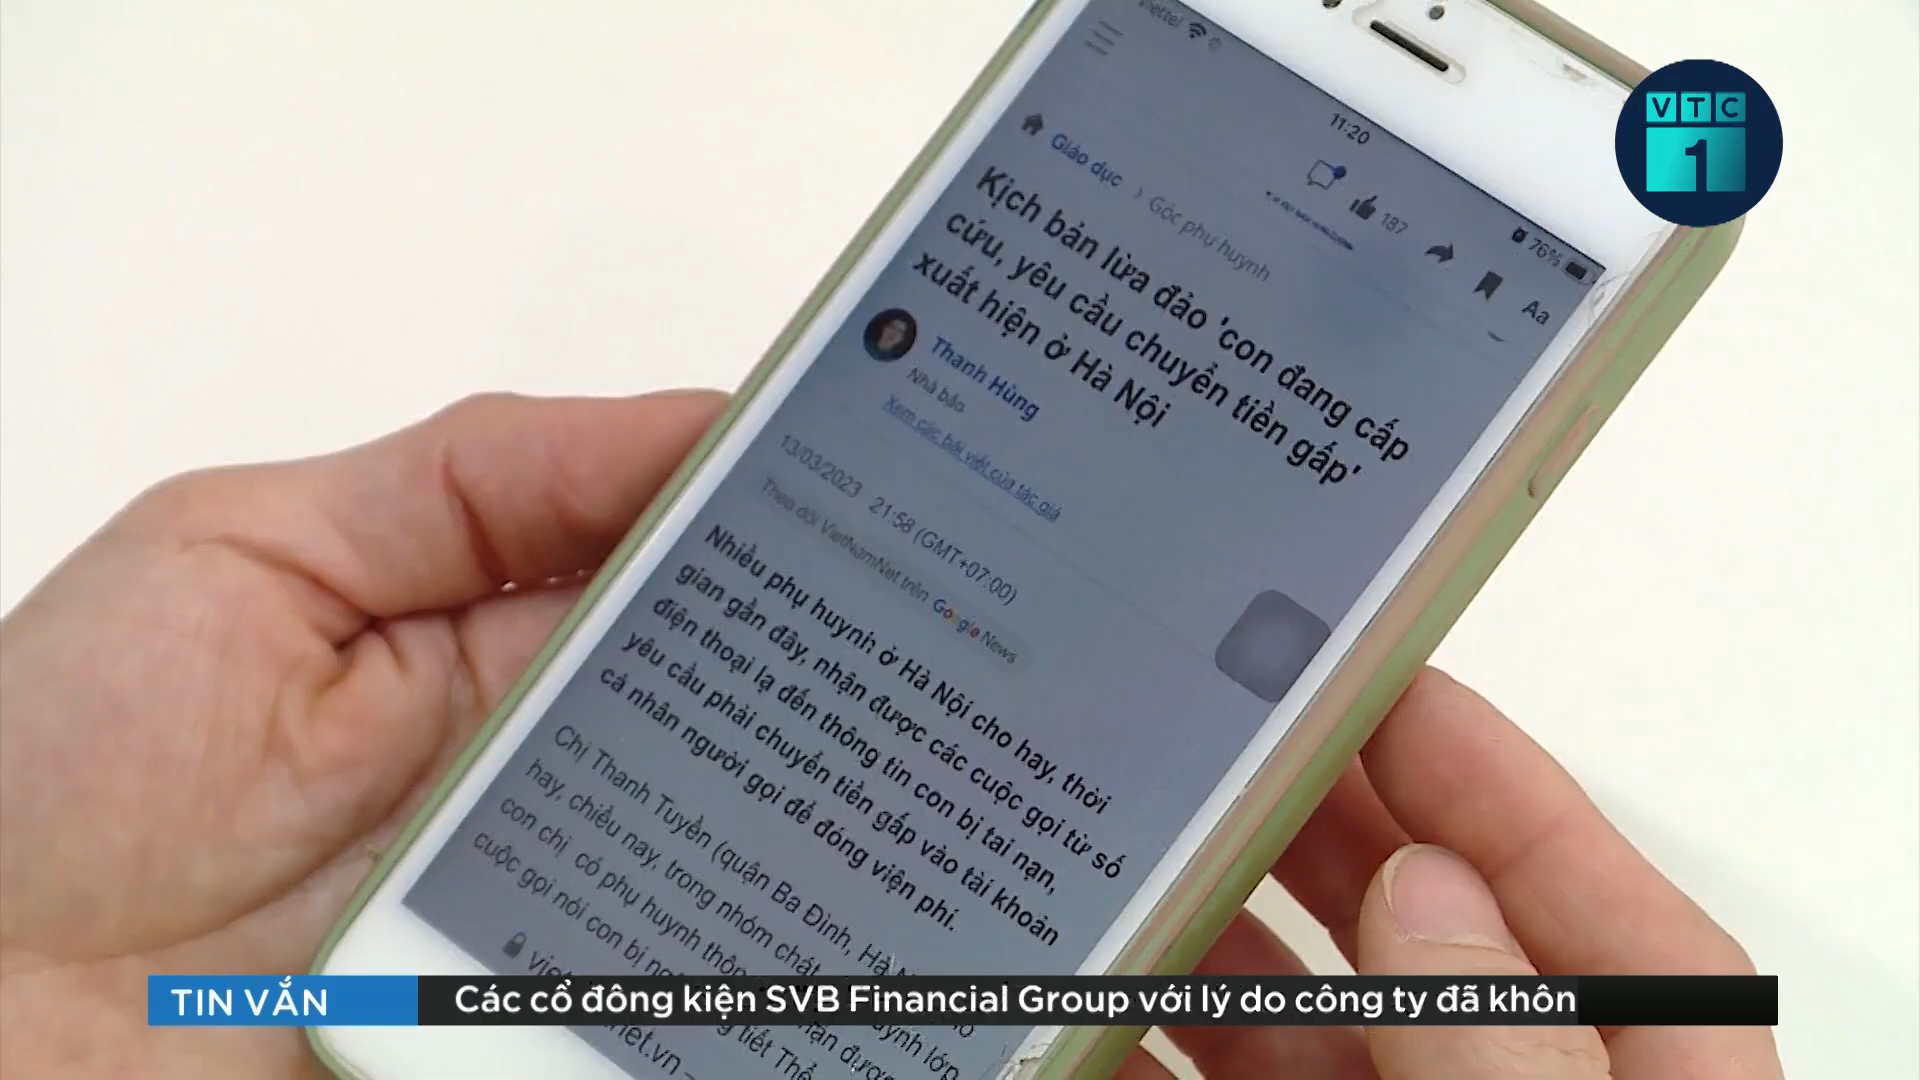 viettel
11:20
76%
VTC
1
187
Aa
Giáo dục > Góc phụ huynh
Kịch bản lừa đảo 'con đang cấp
cứu, yêu cầu chuyển tiền gấp'
xuất hiện ở Hà Nội
Thanh Hùng
Nhà báo
Xem các bài viết của tác giả
13/03/2023 21:58 (GMT+07:00)
Theo dõi VietNamNet trên Google News
Nhiều phụ huynh ở Hà Nội cho hay, thời
gian gần đây, nhận được các cuộc gọi từ số
điện thoại lạ đến thông tin con bị tai nạn,
yêu cầu phải chuyển tiền gấp vào tài khoản
cá nhân người gọi để đóng viện phí.
Chị Thanh Tuyền (quận Ba Đình, Hà
hay, chiều nay, trong nhóm chát
con chị có phụ huynh
cuộc gọi nói con bị
TIN VẮN
Các cổ đông kiện SVB Financial Group với lý do công ty đã khôn